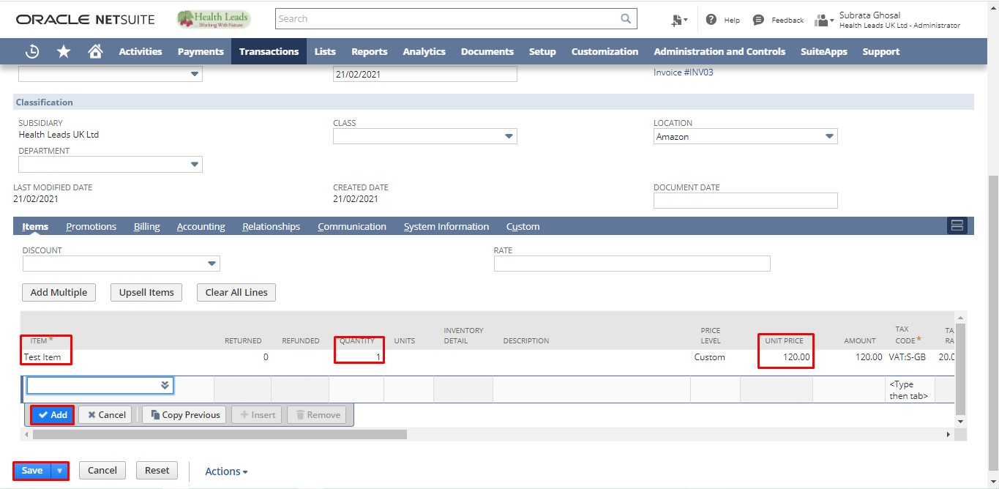 ORACLE NETSUITE
Health Leads
...Working With Nature
Search
Help
Feedback
Subrata Ghosal
Health Leads UK Ltd - Administrator
Activities Payments Transactions Lists Reports Analytics Documents Setup Customization Administration and Controls SuiteApps Support
21/02/2021
Invoice #INV03
Classification
SUBSIDIARY
Health Leads UK Ltd
CLASS
LOCATION
Amazon
DEPARTMENT
LAST MODIFIED DATE
21/02/2021
CREATED DATE
21/02/2021
DOCUMENT DATE
Items Promotions Billing Accounting Relationships Communication System Information Custom
DISCOUNT
RATE
Add Multiple Upsell Items Clear All Lines
ITEM* RETURNED REFUNDED QUANTITY UNITS
INVENTORY
DETAIL
DESCRIPTION
PRICE
LEVEL
UNIT PRICE AMOUNT
TAX
CODE*
TA
RA
Test Item 0 1 Custom 120.00 120.00 VAT:S-GB 20.0
<Type
then tab>
Add Cancel Copy Previous Insert Remove
Save Cancel Reset Actions